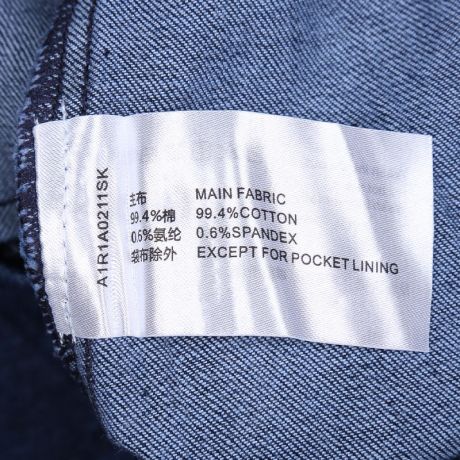 A1R1A0211SK
主布 MAIN FABRIC
99.4%棉 99.4%COTTON
0.6%氨纶 0.6%SPANDEX
袋布除外 EXCEPT FOR POCKET LINING